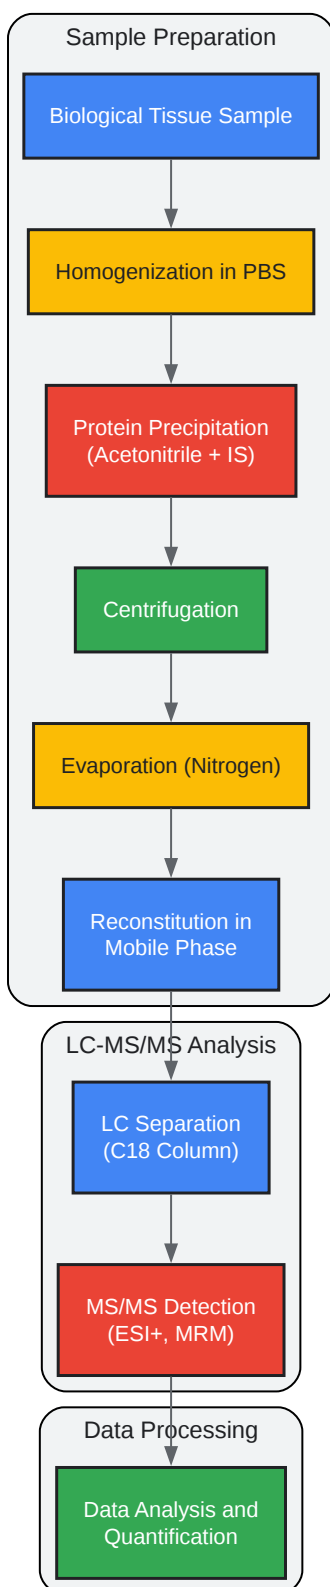 Sample Preparation
Biological Tissue Sample
Homogenization in PBS
Protein Precipitation
(Acetonitrile + IS)
Centrifugation
Evaporation (Nitrogen)
Reconstitution in
Mobile Phase
LC-MS/MS Analysis
LC Separation
(C18 Column)
MS/MS Detection
(ESI+, MRM)
Data Processing
Data Analysis and
Quantification